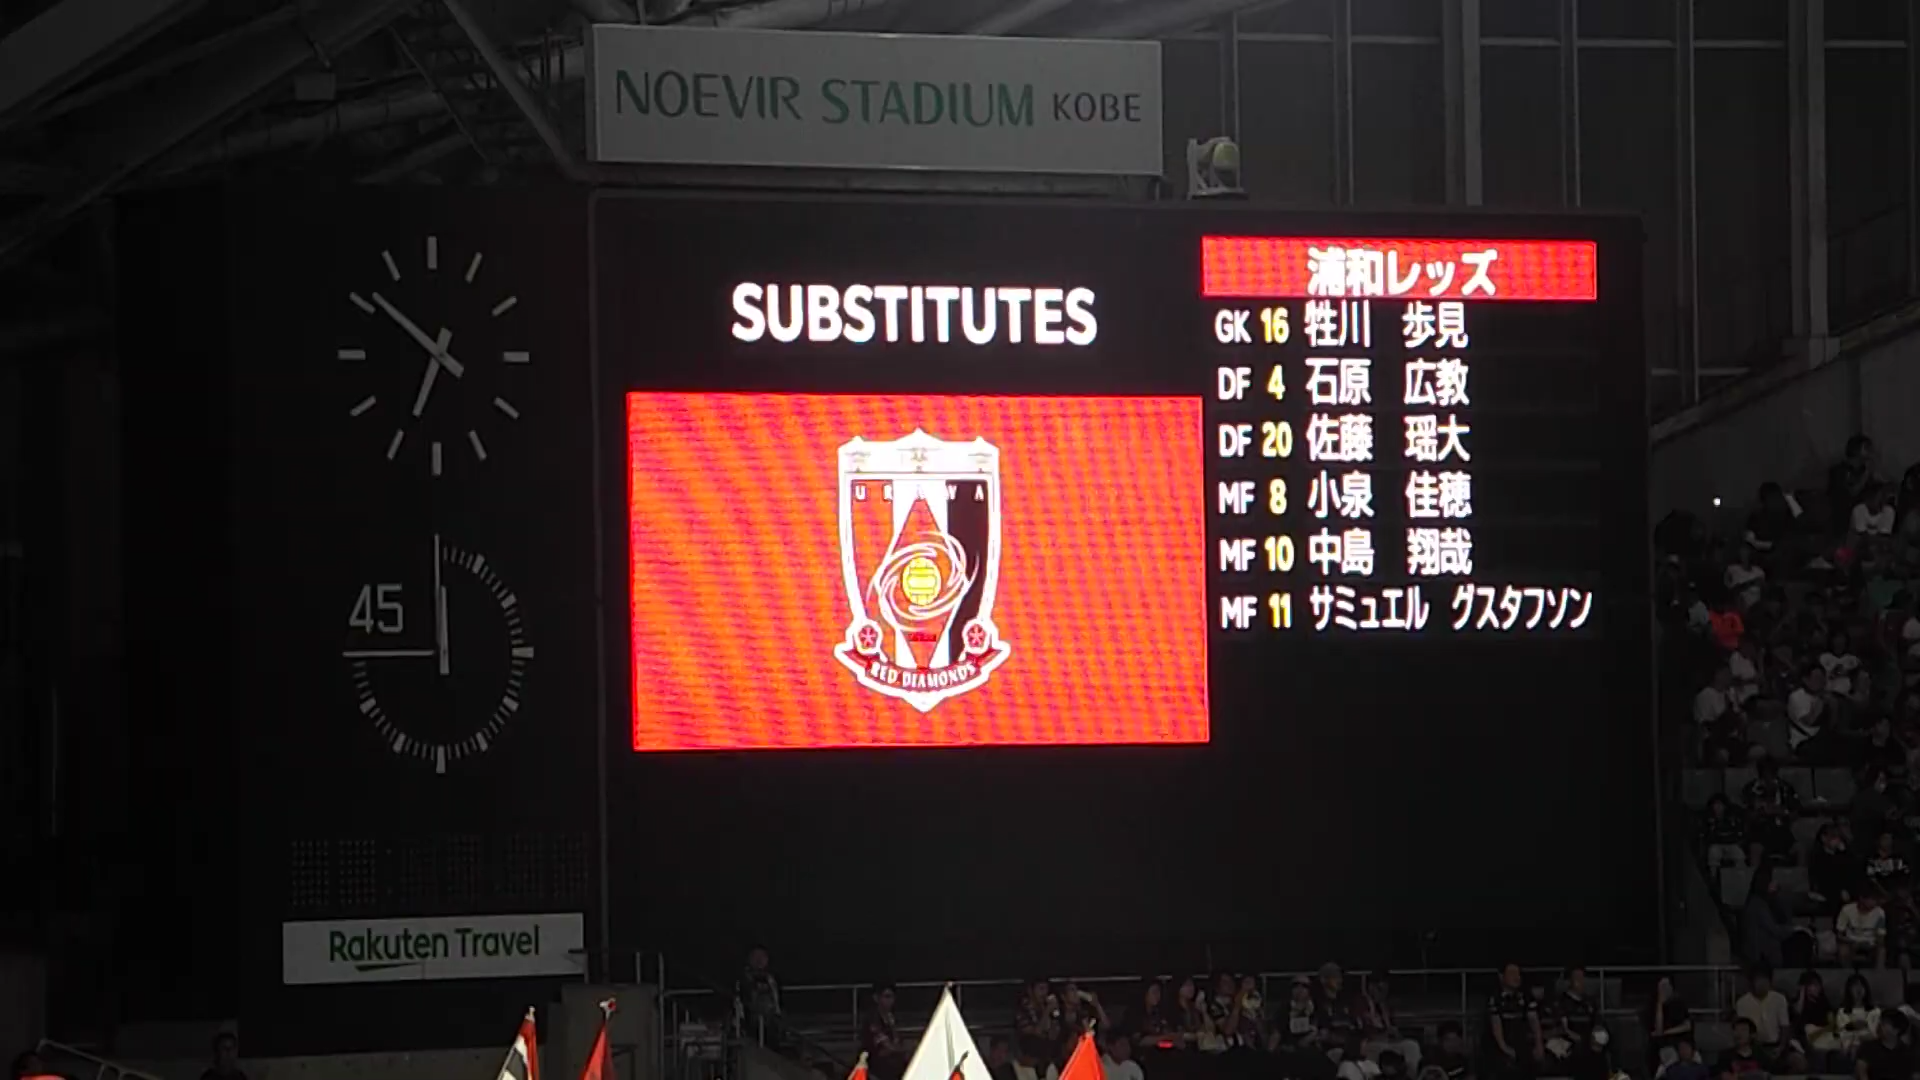 NOEVIR STADIUM KOBE
SUBSTITUTES
浦和レッズ
GK 16 牲川 歩見
DF 4 石原 広教
DF 20 佐藤 瑶大
MF 8 小泉 佳穂
MF 10 中島 翔哉
MF 11 サミュエル グスタフソン
URAWA
RED DIAMONDS
45
Rakuten Travel